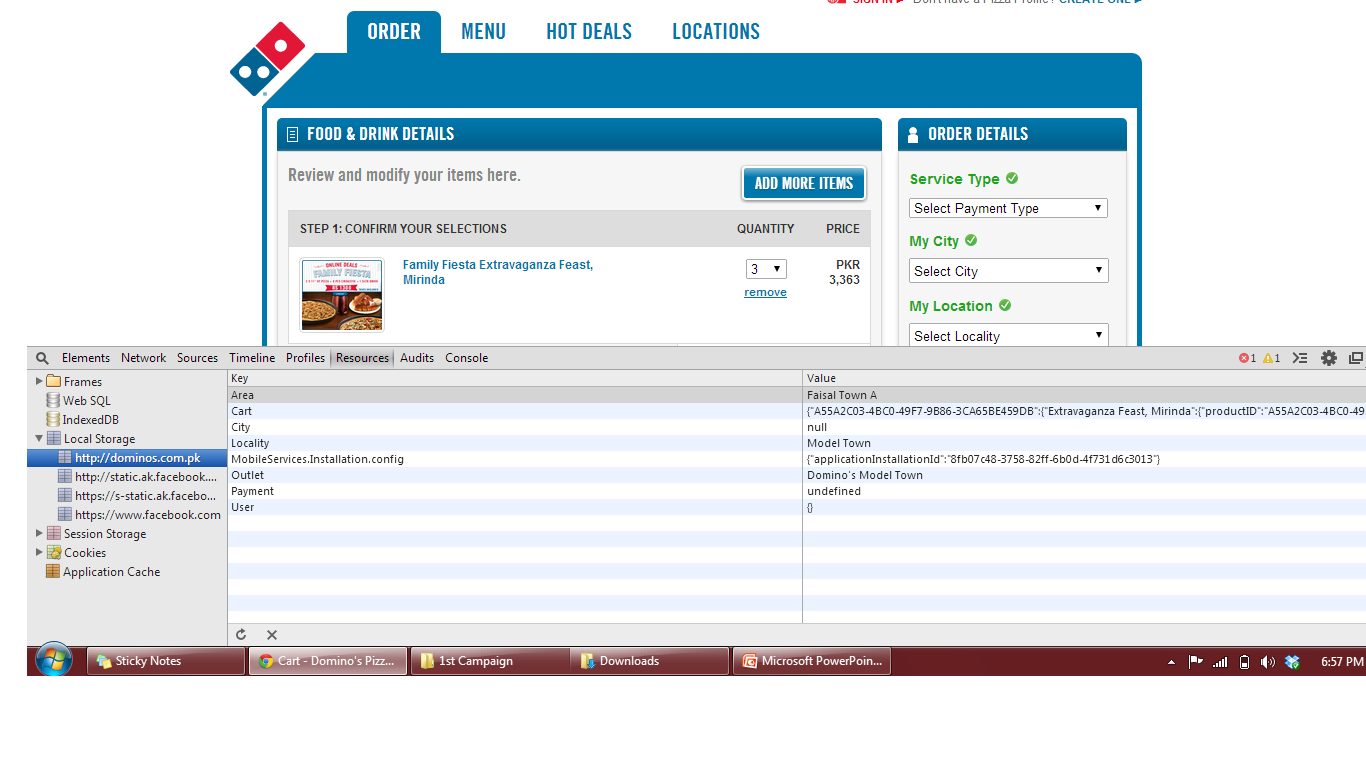 SIGN IN Don't have a Pizza Profile? CREATE ONE
ORDER MENU HOT DEALS LOCATIONS
FOOD & DRINK DETAILS
Review and modify your items here.
ADD MORE ITEMS
STEP 1: CONFIRM YOUR SELECTIONS QUANTITY PRICE
ONLINE DEALS
FAMILY FIESTA
Family Fiesta Extravaganza Feast,
Mirinda
3
remove
PKR
3,363
ORDER DETAILS
Service Type
Select Payment Type
My City
Select City
My Location
Select Locality
Elements Network Sources Timeline Profiles Resources Audits Console 1 1
Frames
Web SQL
IndexedDB
Local Storage
http://dominos.com.pk
http://static.ak.facebook....
https://s-static.ak.facebo...
https://www.facebook.com
Session Storage
Cookies
Application Cache
Key Value
Area Faisal Town A
Cart {"A55A2C03-4BC0-49F7-9B86-3CA65BE459DB":{"Extravaganza Feast, Mirinda":{"productID":"A55A2C03-4BC0-49
City null
Locality Model Town
MobileServices.Installation.config {"applicationInstallationId":"8fb07c48-3758-82ff-6b0d-4f731d6c3013"}
Outlet Domino's Model Town
Payment undefined
User {}
Sticky Notes Cart - Domino's Pizz... 1st Campaign Downloads Microsoft PowerPoin... 6:57 PM